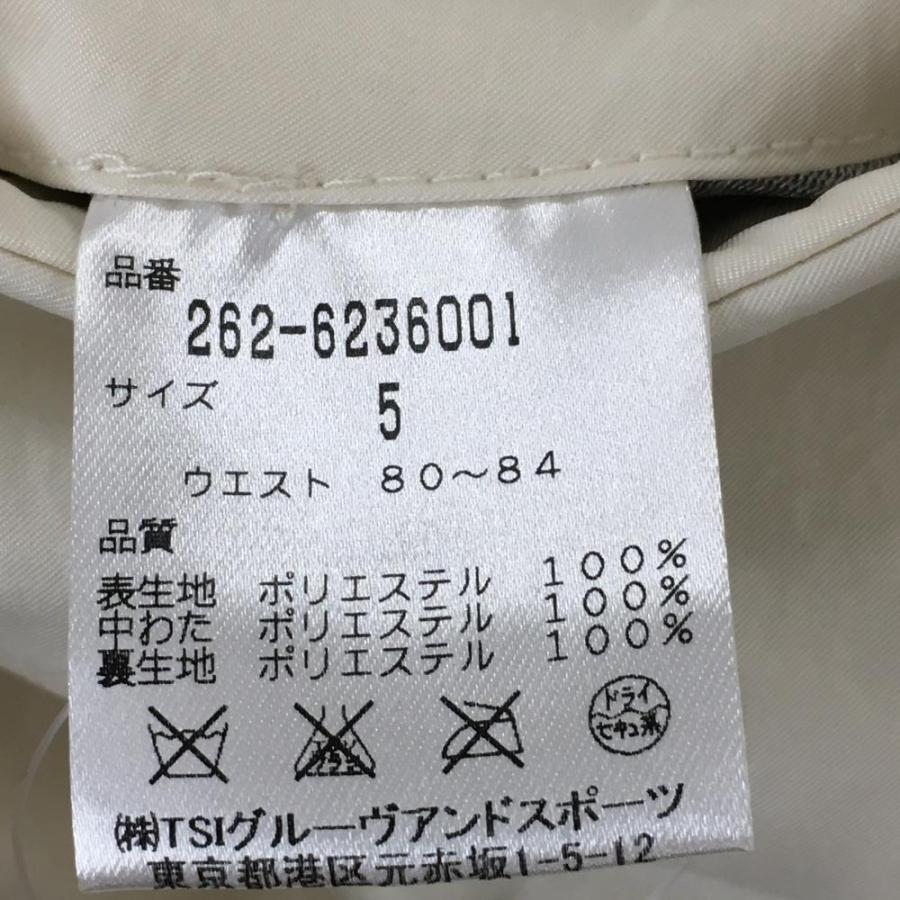 品番
262-6236001
サイズ 5
ウエスト 80～84
品質
表生地 ポリエステル 100%
中わた ポリエステル 100%
裏生地 ポリエステル 100%
ドライ
セキユ系
㈱TSIグルーヴアンドスポーツ
東京都港区元赤坂1-5-12